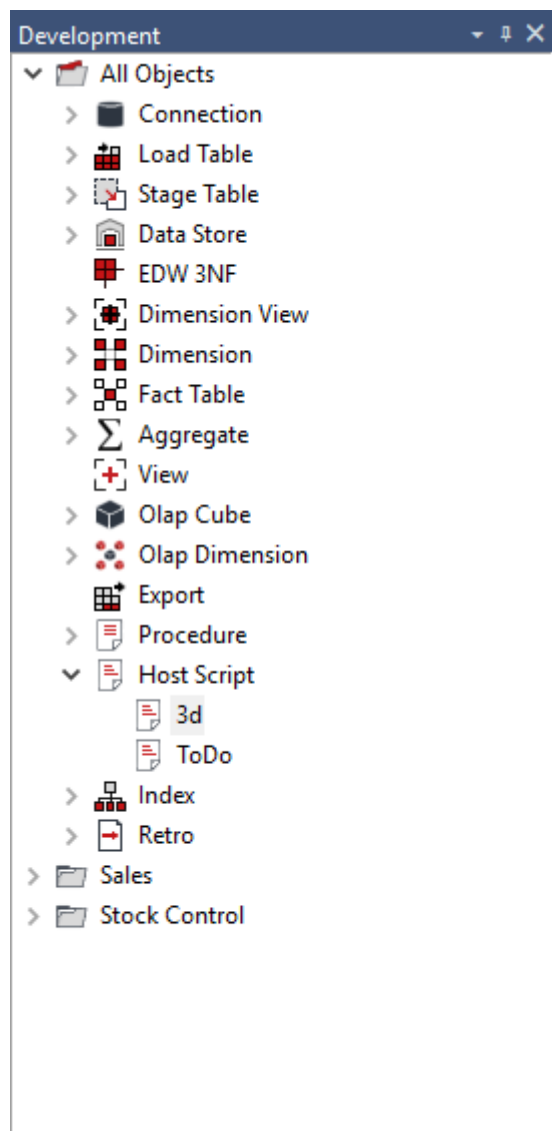 Development
All Objects
Connection
Load Table
Stage Table
Data Store
EDW 3NF
Dimension View
Dimension
Fact Table
Aggregate
View
Olap Cube
Olap Dimension
Export
Procedure
Host Script
3d
ToDo
Index
Retro
Sales
Stock Control